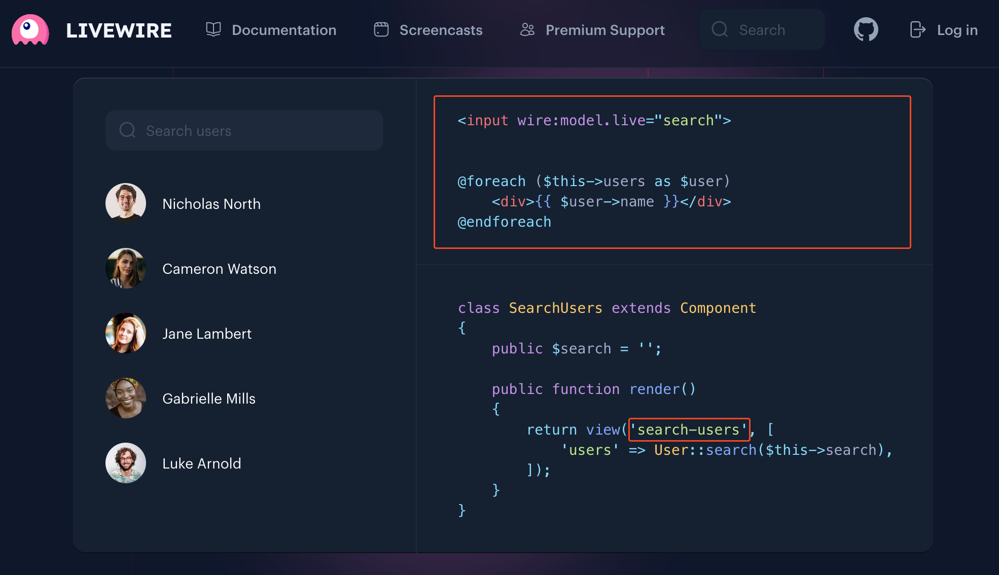 LIVEWIRE
Documentation
Screencasts
Premium Support
Search
Log in
Search users
Nicholas North
Cameron Watson
Jane Lambert
Gabrielle Mills
Luke Arnold
<input wire:model.live="search">
@foreach ($this->users as $user)
    <div>{{ $user->name }}</div>
@endforeach
class SearchUsers extends Component
{
    public $search = '';
    public function render()
    {
        return view('search-users', [
            'users' => User::search($this->search),
        ]);
    }
}